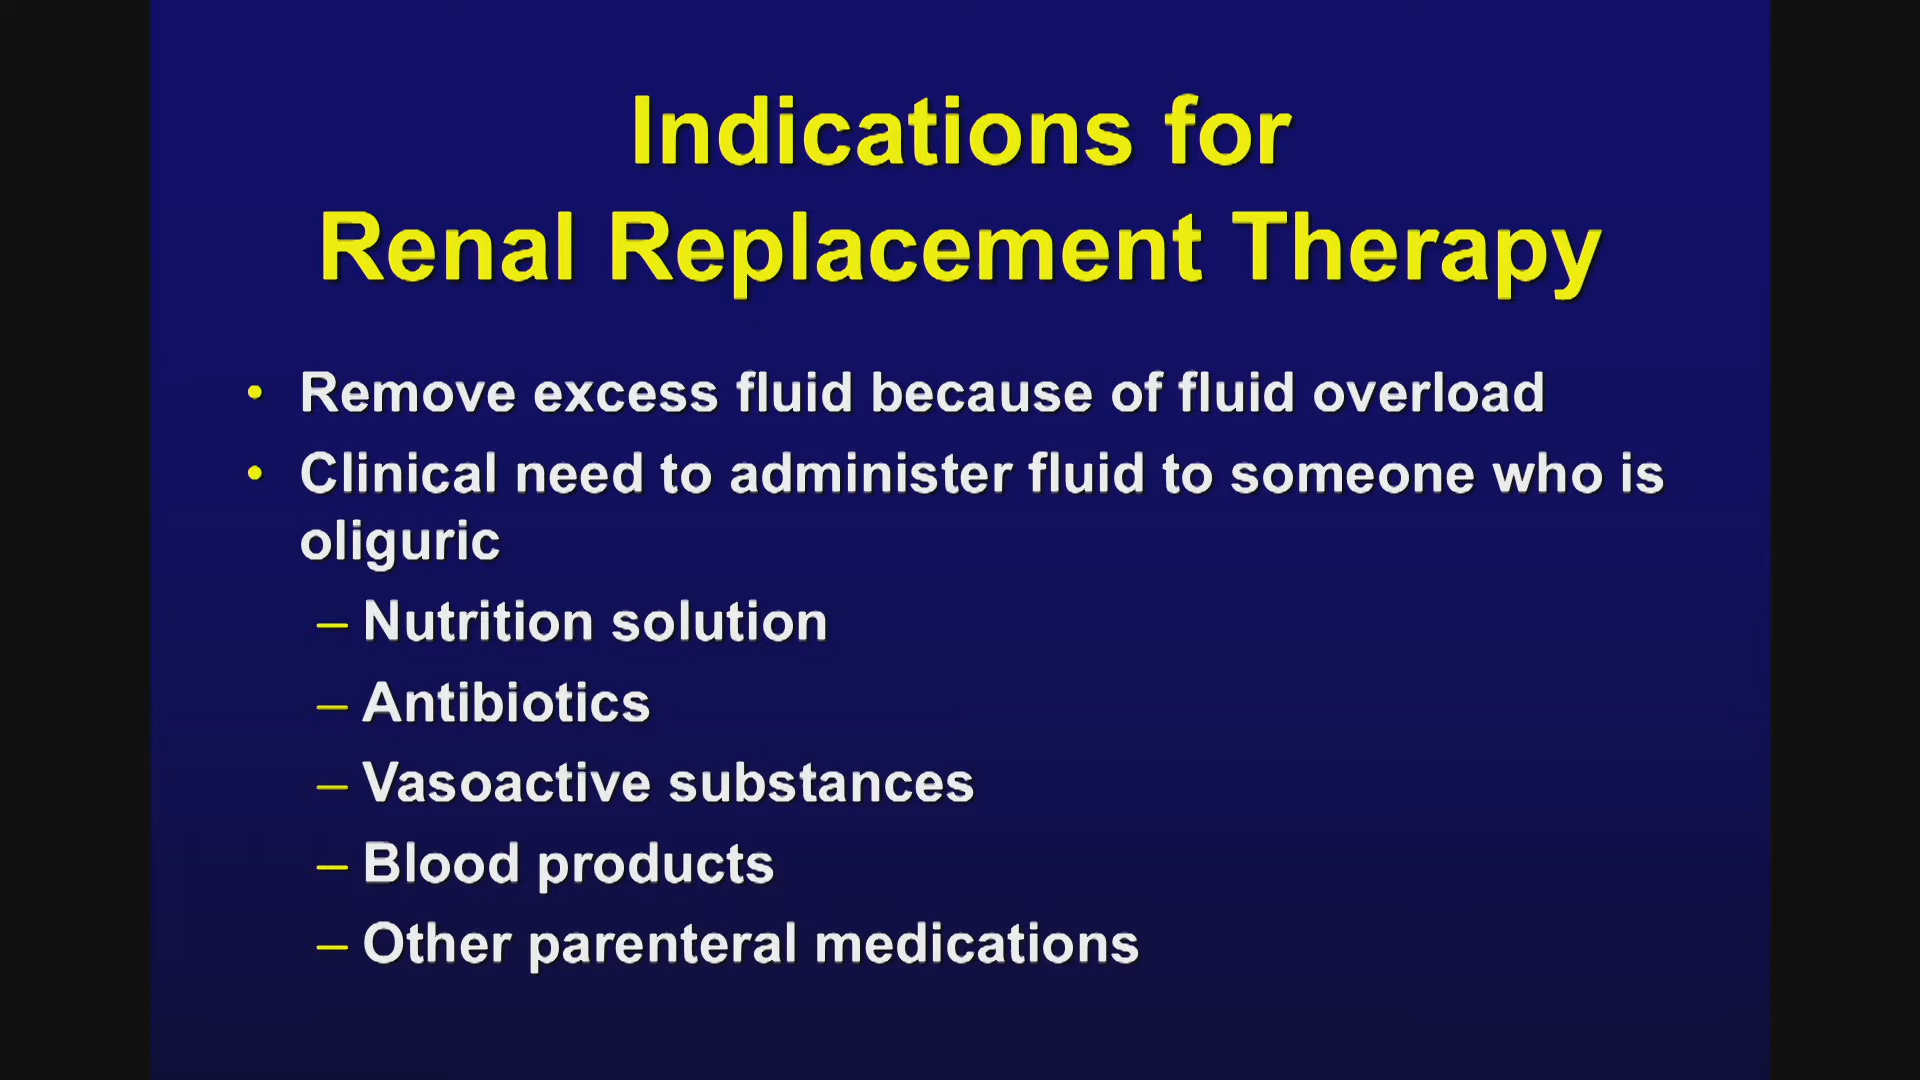 Indications for
Renal Replacement Therapy
• Remove excess fluid because of fluid overload
• Clinical need to administer fluid to someone who is
oliguric
– Nutrition solution
– Antibiotics
– Vasoactive substances
– Blood products
– Other parenteral medications